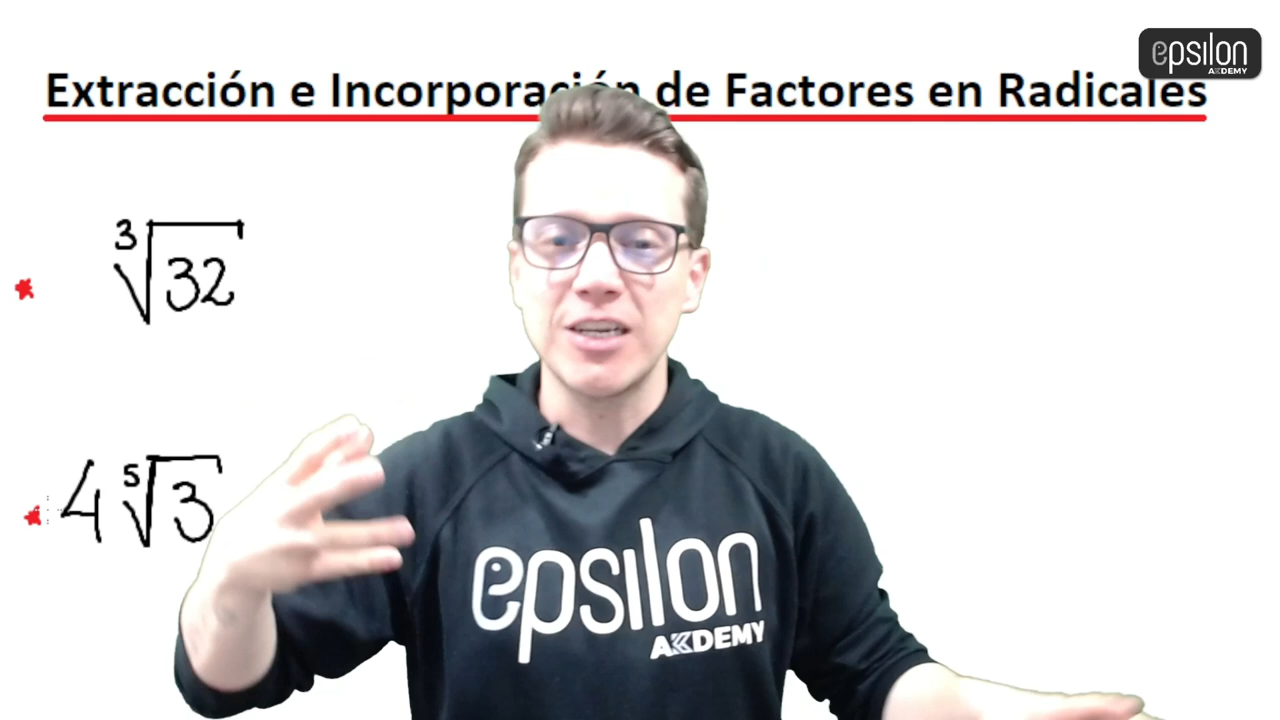 epsilon
AKDEMY
Extracción e Incorporación de Factores en Radicales
∛32
4 ⁵√3
epsilon
AKDEMY